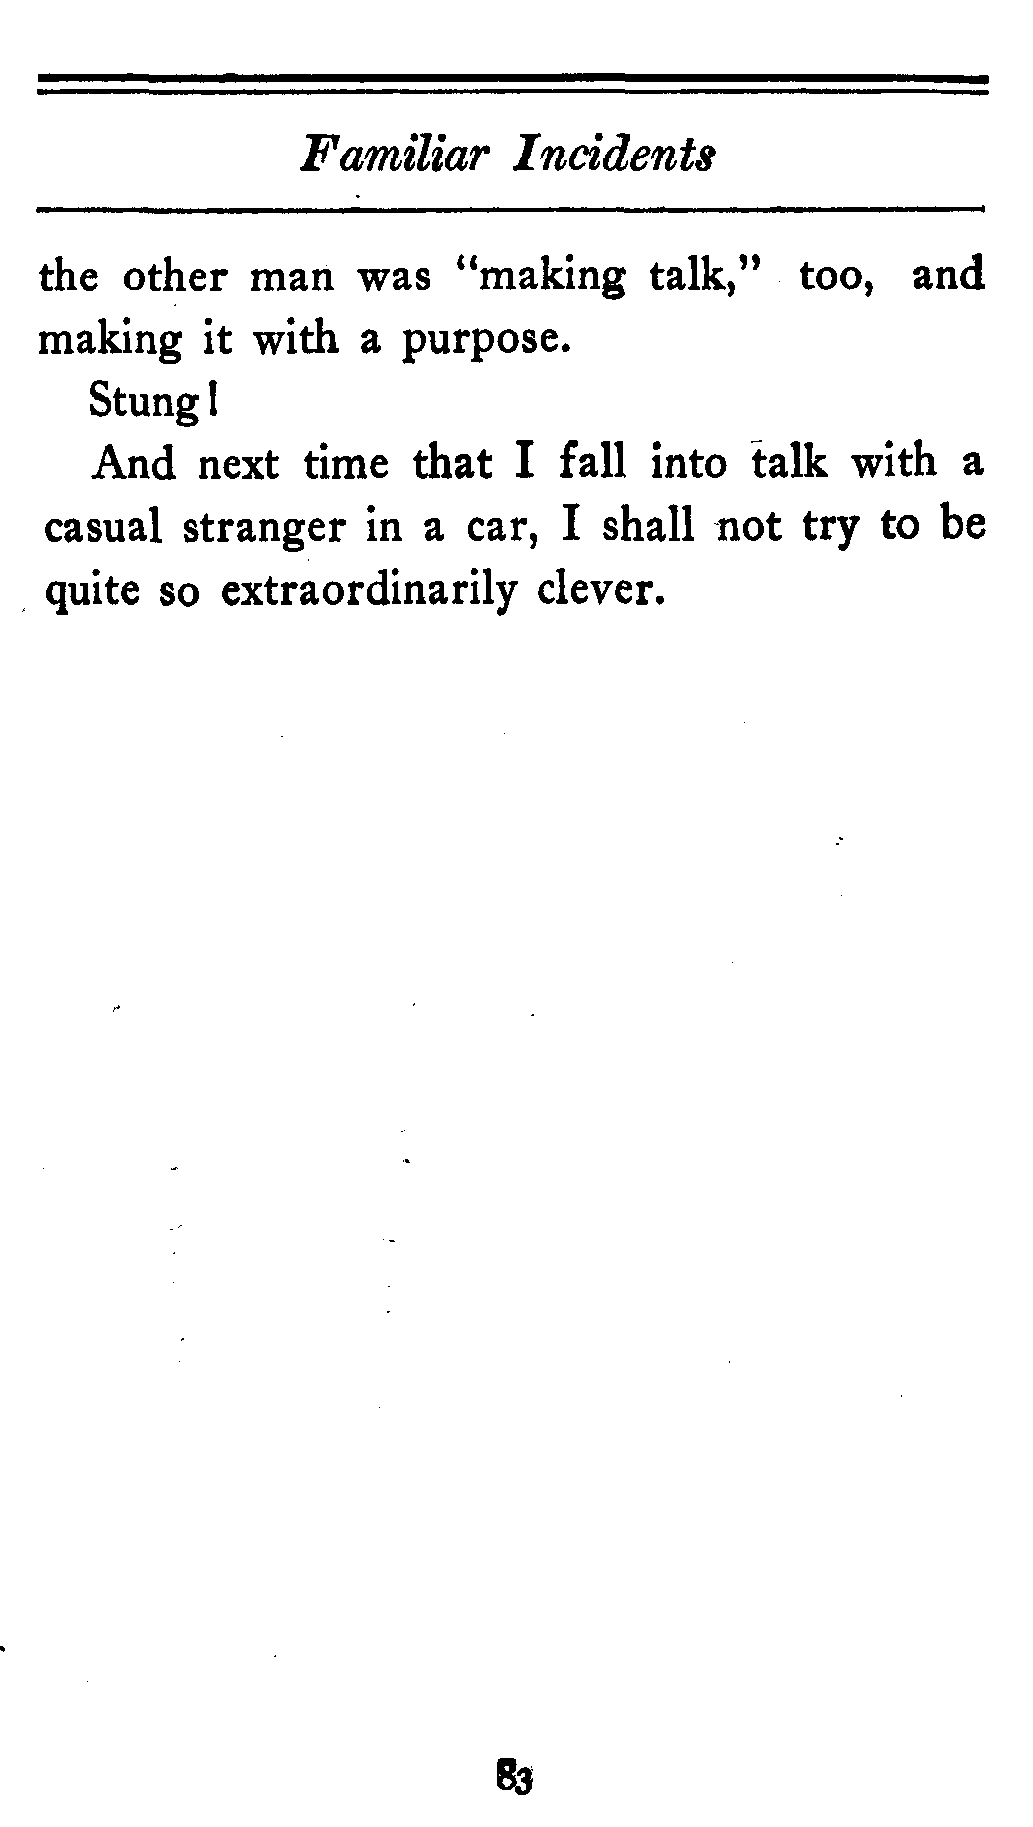 Familiar Incidents
the other man was “making talk,” too, and
making it with a purpose.
Stung!
And next time that I fall into talk with a
casual stranger in a car, I shall not try to be
quite so extraordinarily clever.
83